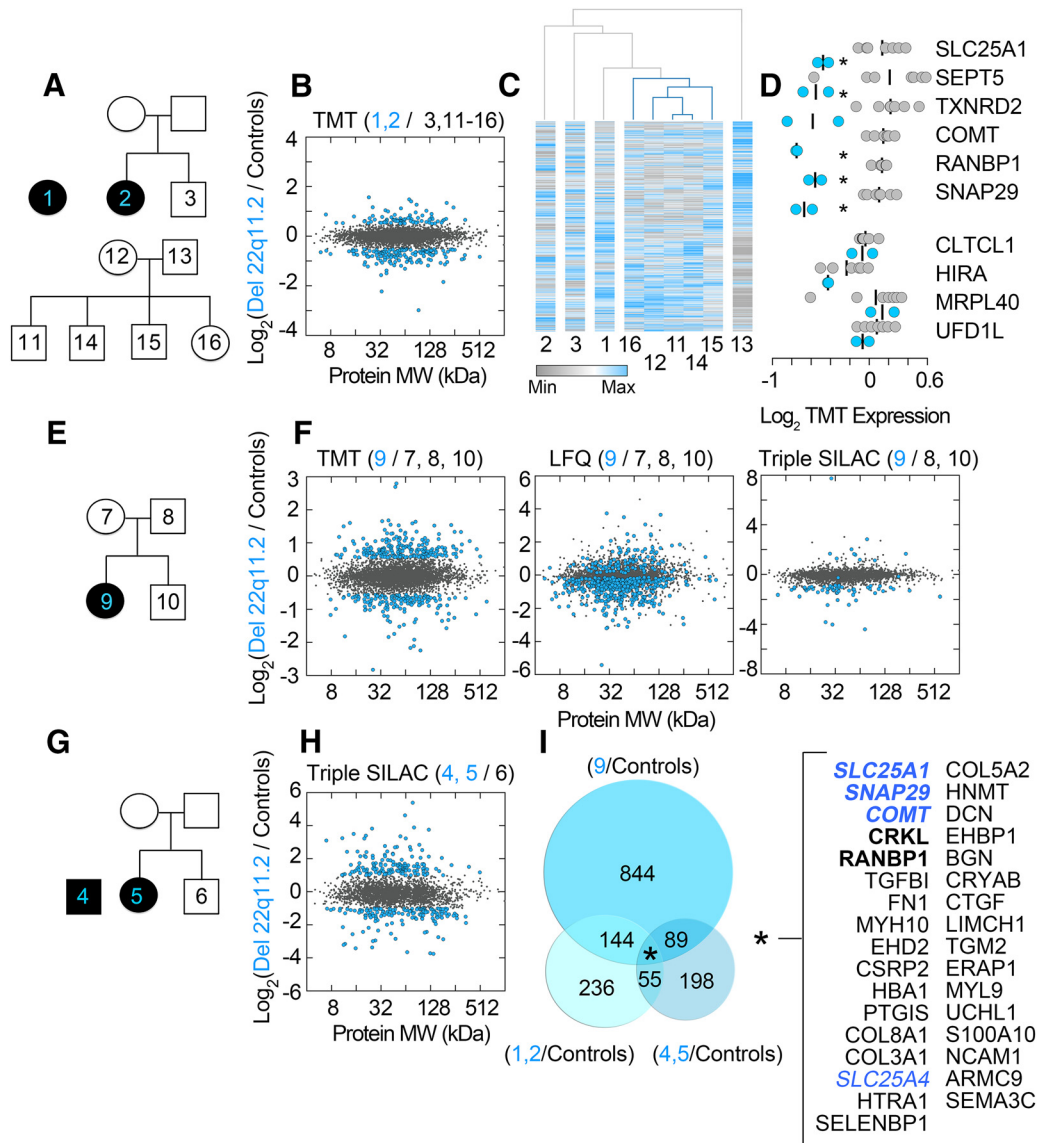 A
1
2
3
12
13
11
14
15
16
B
TMT (1,2 / 3,11-16)
Log2(Del 22q11.2 / Controls)
4
2
0
-2
-4
8 32 128 512
Protein MW (kDa)
C
2 3 1 16 12 11 14 15 13
Min Max
D
SLC25A1
*
SEPT5
*
TXNRD2
COMT
*
RANBP1
*
SNAP29
*
CLTCL1
HIRA
MRPL40
UFD1L
-1 0 0.6
Log2 TMT Expression
E
7
8
9
10
F
TMT (9 / 7, 8, 10)
Log2(Del 22q11.2 / Controls)
3
2
1
0
-1
-2
-3
8 32 128 512
LFQ (9 / 7, 8, 10)
6
4
2
0
-2
-4
-6
8 32 128 512
Protein MW (kDa)
Triple SILAC (9 / 8, 10)
8
4
0
-4
-8
8 32 128 512
G
4
5
6
H
Triple SILAC (4, 5 / 6)
Log2(Del 22q11.2 / Controls)
6
4
2
0
-2
-4
-6
8 32 128 512
Protein MW (kDa)
I
(9/Controls)
844
144
89
*
236
55
198
(1,2/Controls)
(4,5/Controls)
*
SLC25A1 COL5A2
SNAP29 HNMT
COMT DCN
CRKL EHBP1
RANBP1 BGN
TGFBI CRYAB
FN1 CTGF
MYH10 LIMCH1
EHD2 TGM2
CSRP2 ERAP1
HBA1 MYL9
PTGIS UCHL1
COL8A1 S100A10
COL3A1 NCAM1
SLC25A4 ARMC9
HTRA1 SEMA3C
SELENBP1